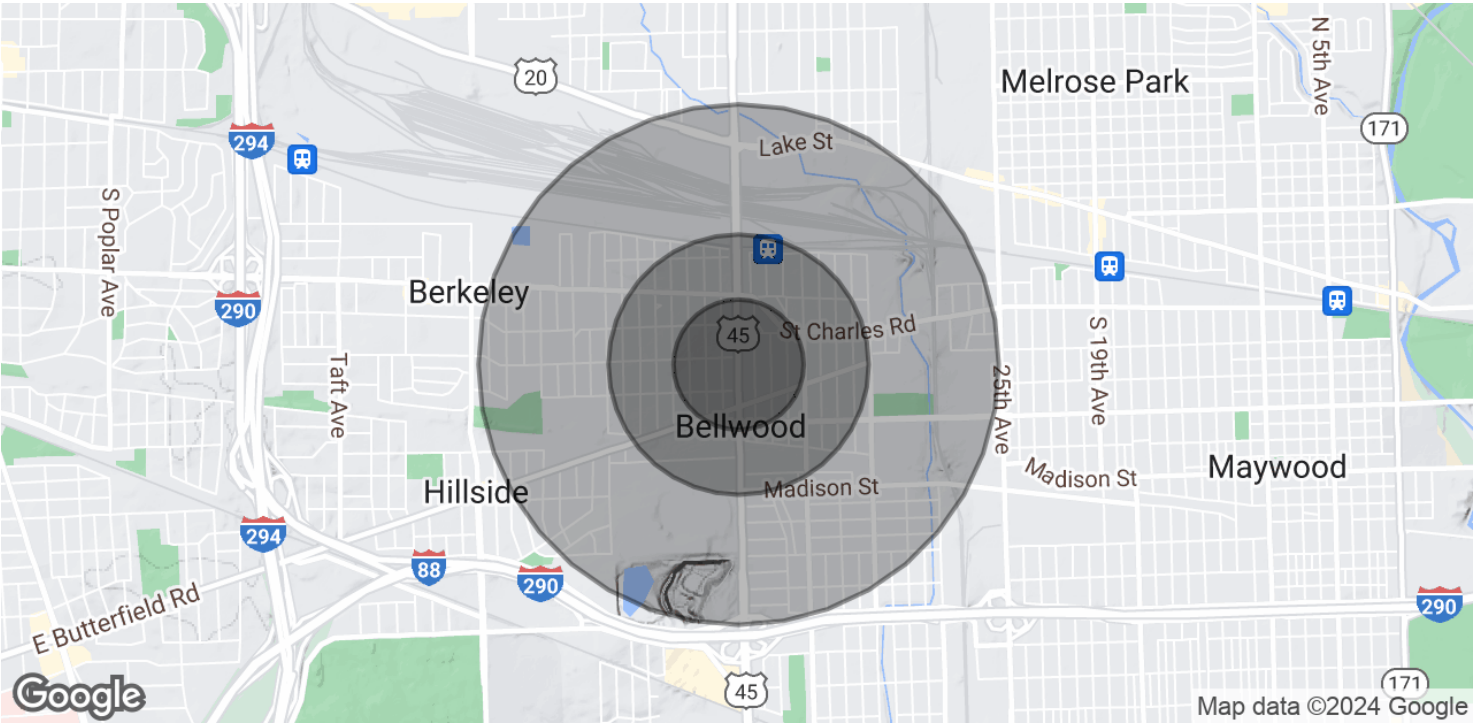 N 5th Ave
20
Melrose Park
171
294
Lake St
S Poplar Ave
Berkeley
290
45
St Charles Rd
S 19th Ave
Taft Ave
25th Ave
Bellwood
Maywood
Madison St
Hillside
Madison St
294
88
290
290
E Butterfield Rd
45
171
Google
Map data ©2024 Google